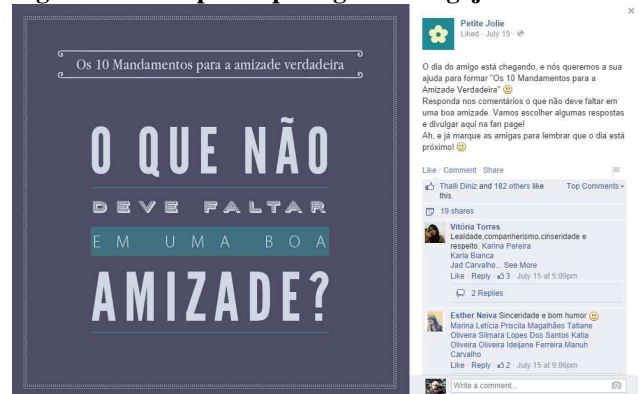 Os 10 Mandamentos para a amizade verdadeira
O QUE NÃO
DEVE FALTAR
EM UMA BOA
AMIZADE?
Petite Jolie
Liked · July 15 ·
O dia do amigo está chegando, e nós queremos a sua
ajuda para formar "Os 10 Mandamentos para a
Amizade Verdadeira"
Responda nos comentários o que não deve faltar em
uma boa amizade. Vamos escolher algumas respostas
e divulgar aqui na fan page!
Ah, e já marque as amigas para lembrar que o dia está
próximo!
Like · Comment · Share
Thalli Diniz and 182 others like
this.
Top Comments
19 shares
Vitória Torres
Lealdade,companherismo,cinseridade e
respeito. Karina Pereira
Karla Bianca
Jad Carvalho... See More
Like · Reply · 3 · July 15 at 5:09pm
2 Replies
Esther Neiva Sinceridade e bom humor
Marina Letícia Priscila Magalhães Tatiane
Oliveira Silmara Lopes Dos Santos Katia
Oliveira Oliveira Ideijane Ferreira Manuh
Carvalho
Like · Reply · 2 · July 15 at 9:06pm
Write a comment...